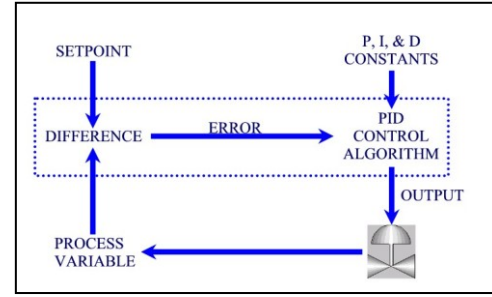 SETPOINT
P, I, & D
CONSTANTS
DIFFERENCE
ERROR
PID
CONTROL
ALGORITHM
OUTPUT
PROCESS
VARIABLE